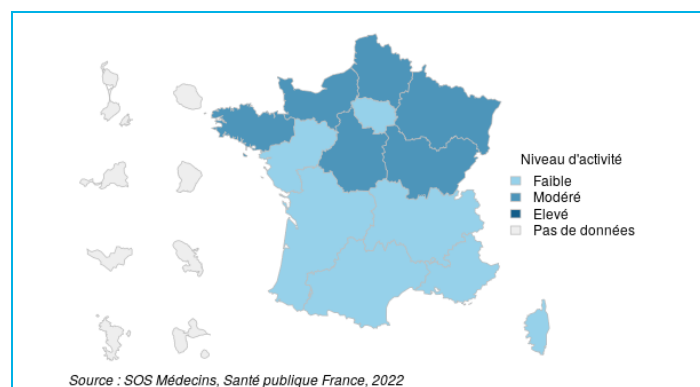 Niveau d'activité
Faible
Modéré
Elevé
Pas de données
Source : SOS Médecins, Santé publique France, 2022